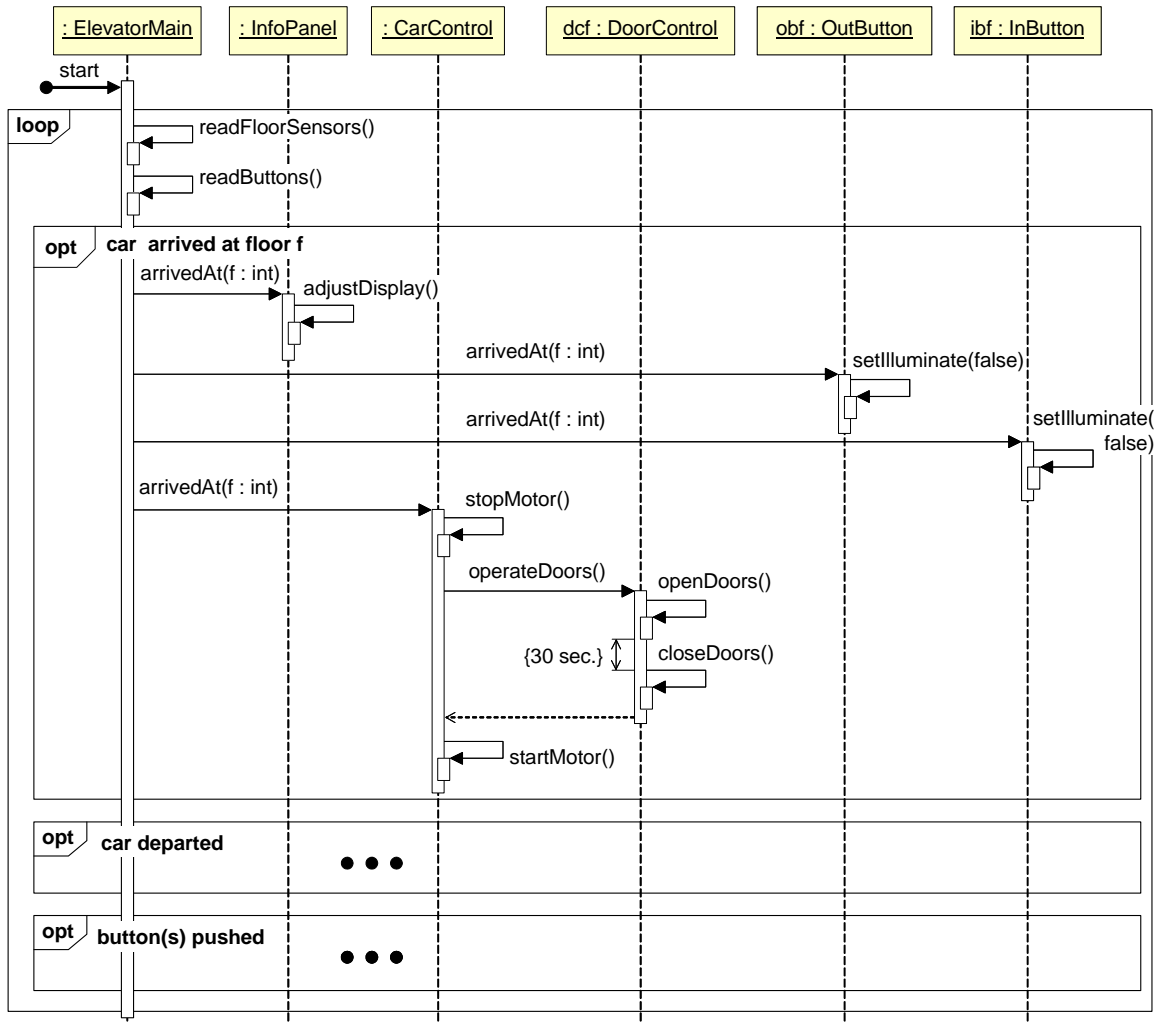 : ElevatorMain
: InfoPanel
: CarControl
dcf : DoorControl
obf : OutButton
ibf : InButton
start
loop
readFloorSensors()
readButtons()
opt
car arrived at floor f
arrivedAt(f : int)
adjustDisplay()
arrivedAt(f : int)
setIlluminate(false)
arrivedAt(f : int)
setIlluminate(
false)
arrivedAt(f : int)
stopMotor()
operateDoors()
openDoors()
{30 sec.}
closeDoors()
startMotor()
opt
car departed
opt
button(s) pushed